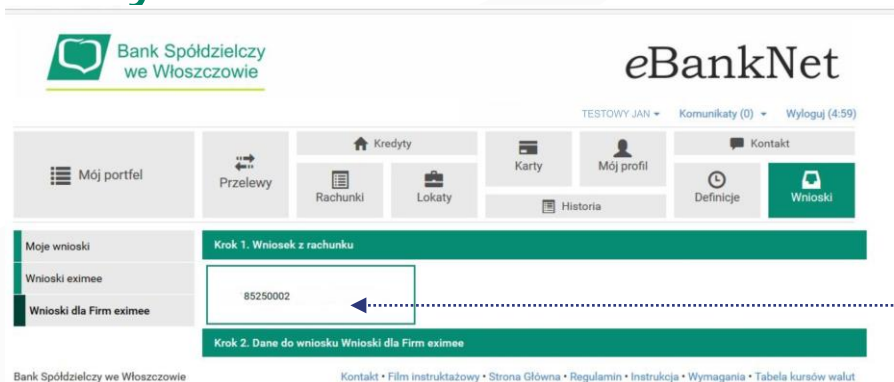 Bank Spółdzielczy
we Włoszczowie
eBankNet
TESTOWY JAN
Komunikaty (0)
Wyloguj (4:59)
Mój portfel
Przelewy
Kredyty
Rachunki
Lokaty
Karty
Mój profil
Historia
Kontakt
Definicje
Wnioski
Moje wnioski
Wnioski eximee
Wnioski dla Firm eximee
Krok 1. Wniosek z rachunku
85250002
Krok 2. Dane do wniosku Wnioski dla Firm eximee
Bank Spółdzielczy we Włoszczowie
Kontakt • Film instruktażowy • Strona Główna • Regulamin • Instrukcja • Wymagania • Tabela kursów walut